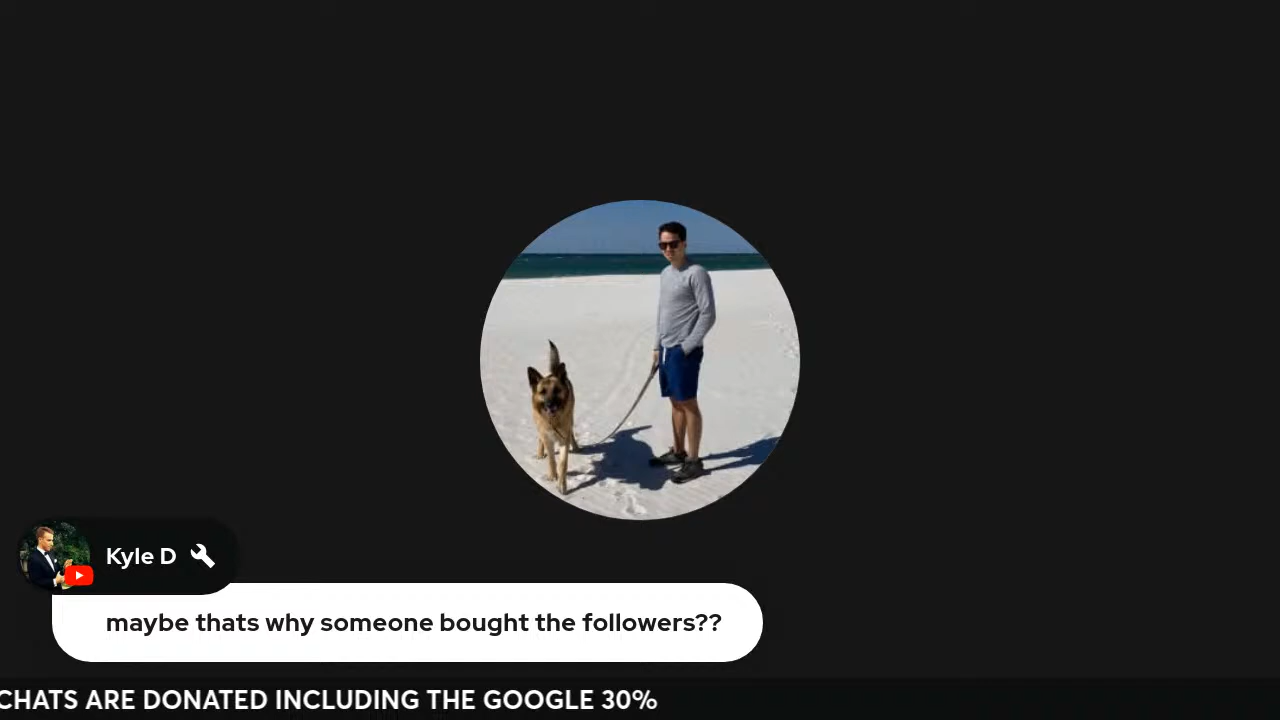 Kyle D
maybe thats why someone bought the followers??
CHATS ARE DONATED INCLUDING THE GOOGLE 30%